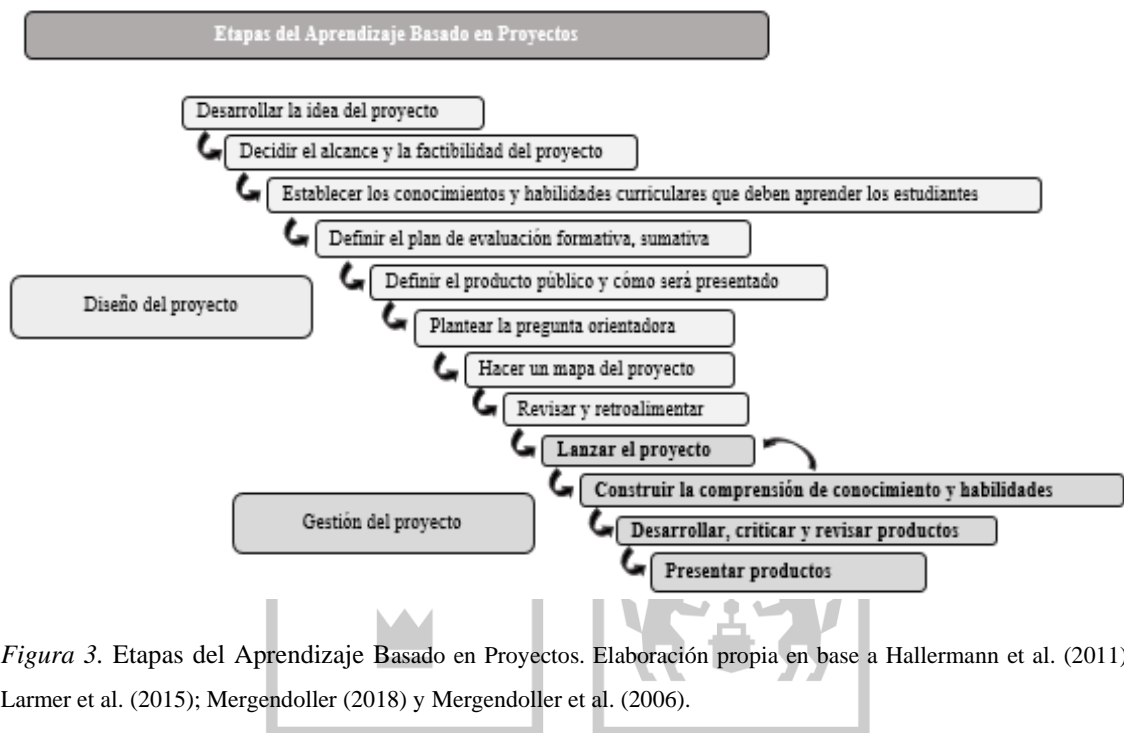 Etapas del Aprendizaje Basado en Proyectos
Desarrollar la idea del proyecto
Decidir el alcance y la factibilidad del proyecto
Establecer los conocimientos y habilidades curriculares que deben aprender los estudiantes
Definir el plan de evaluación formativa, sumativa
Definir el producto público y cómo será presentado
Diseño del proyecto
Plantear la pregunta orientadora
Hacer un mapa del proyecto
Revisar y retroalimentar
Lanzar el proyecto
Construir la comprensión de conocimiento y habilidades
Gestión del proyecto
Desarrollar, criticar y revisar productos
Presentar productos
Figura 3. Etapas del Aprendizaje Basado en Proyectos. Elaboración propia en base a Hallermann et al. (2011)
Larmer et al. (2015); Mergendoller (2018) y Mergendoller et al. (2006).